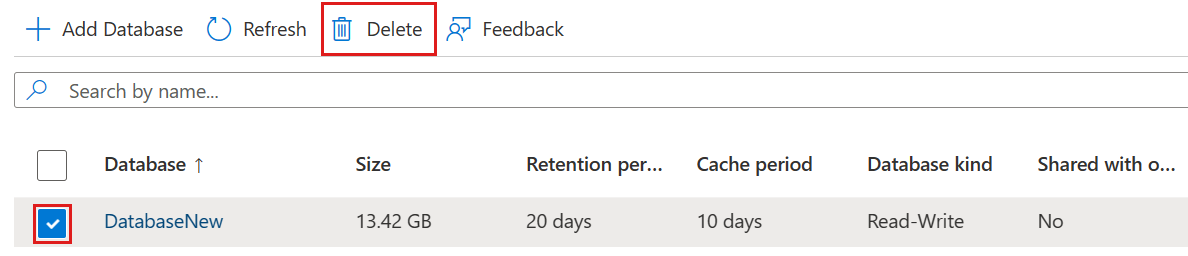 Add Database Refresh Delete Feedback
Search by name...
Database ↑ Size Retention per... Cache period Database kind Shared with o...
DatabaseNew 13.42 GB 20 days 10 days Read-Write No